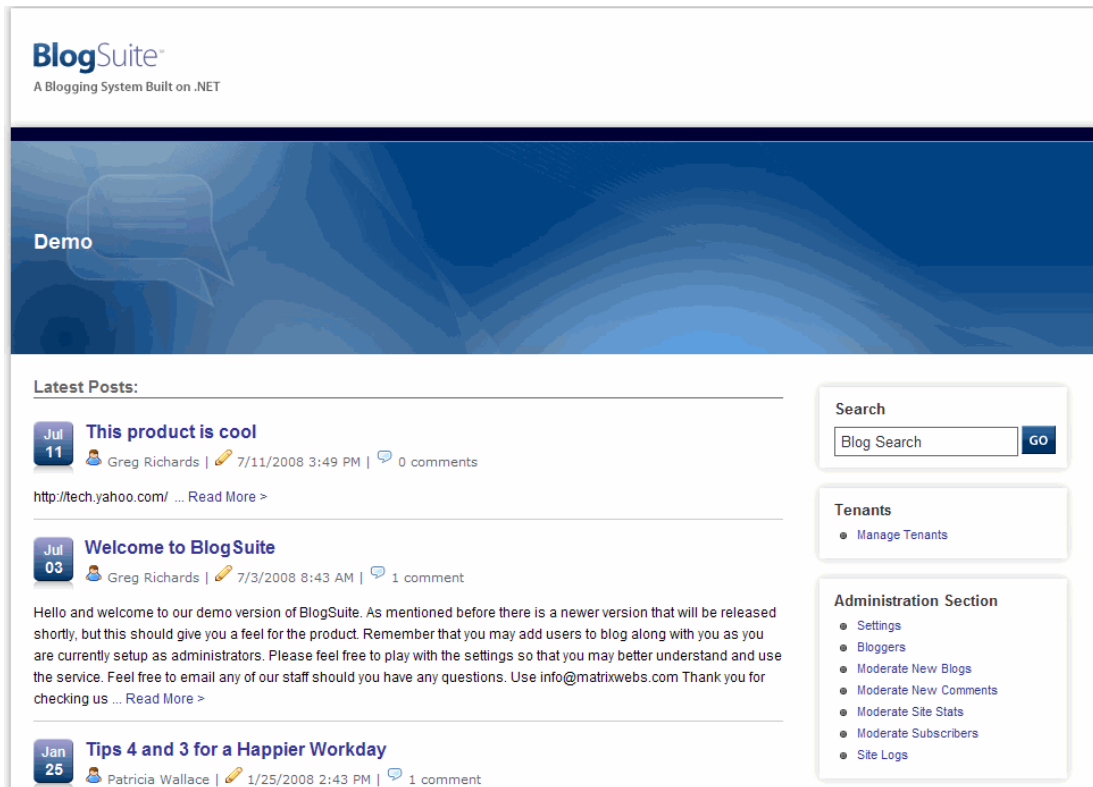 BlogSuite™
A Blogging System Built on .NET
Demo
Latest Posts:
Jul
11
This product is cool
Greg Richards | 7/11/2008 3:49 PM | 0 comments
http://tech.yahoo.com/ ... Read More >
Jul
03
Welcome to BlogSuite
Greg Richards | 7/3/2008 8:43 AM | 1 comment
Hello and welcome to our demo version of BlogSuite. As mentioned before there is a newer version that will be released
shortly, but this should give you a feel for the product. Remember that you may add users to blog along with you as you
are currently setup as administrators. Please feel free to play with the settings so that you may better understand and use
the service. Feel free to email any of our staff should you have any questions. Use info@matrixwebs.com Thank you for
checking us ... Read More >
Jan
25
Tips 4 and 3 for a Happier Workday
Patricia Wallace | 1/25/2008 2:43 PM | 1 comment
Search
Blog Search GO
Tenants
Manage Tenants
Administration Section
Settings
Bloggers
Moderate New Blogs
Moderate New Comments
Moderate Site Stats
Moderate Subscribers
Site Logs